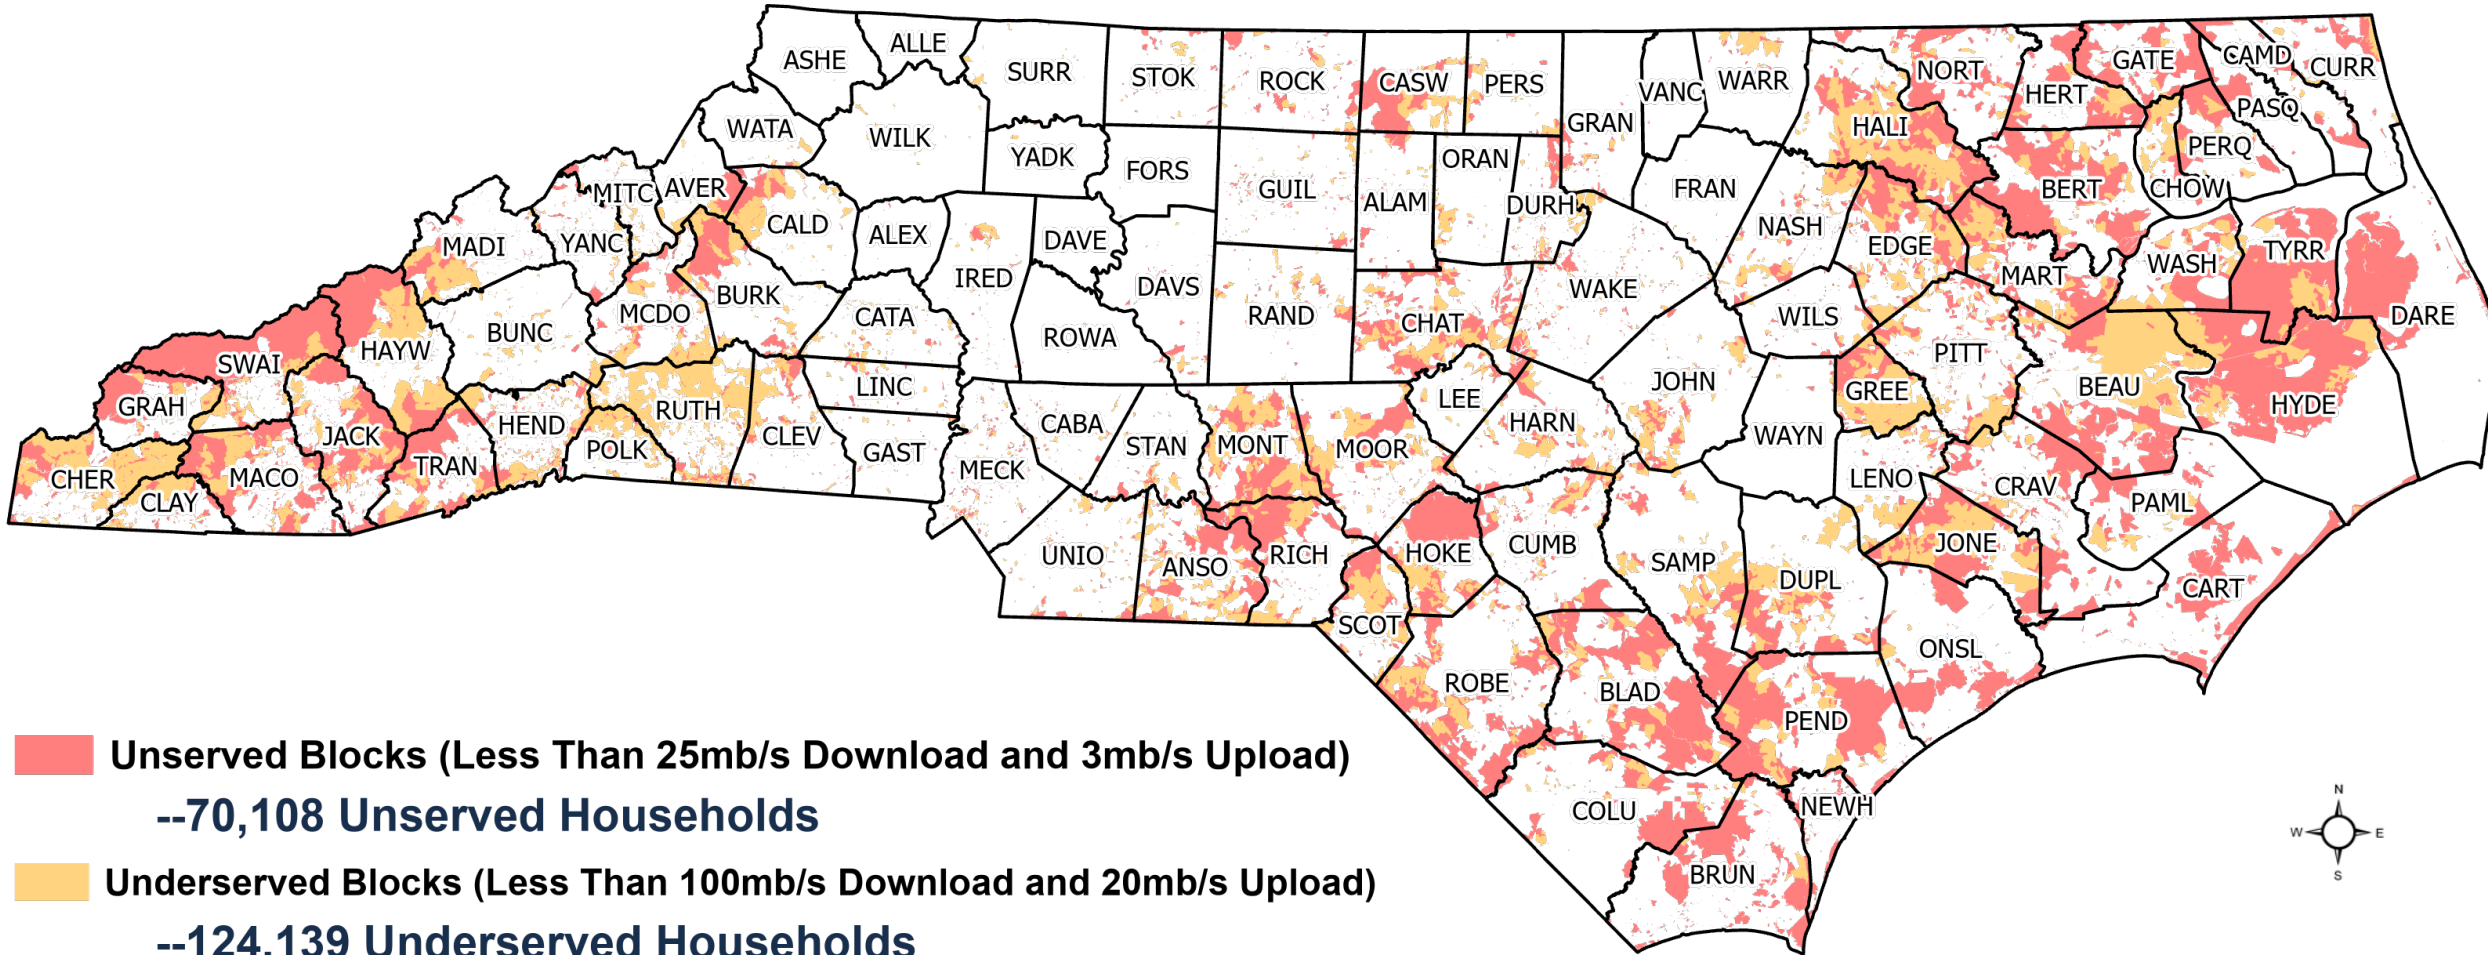 ASHE
ALLE
SURR
STOK
ROCK
CASW
PERS
GRAN
VANC
WARR
NORT
HERT
GATE
CAMD
CURR
PASQ
PERQ
CHOW
HALI
BERT
WATA
WILK
YADK
FORS
GUIL
ALAM
ORAN
DURH
FRAN
NASH
EDGE
MART
WASH
TYRR
DARE
MITC
AVER
CALD
ALEX
IRED
DAVE
DAVS
RAND
CHAT
WAKE
WILS
PITT
BEAU
HYDE
MADI
YANC
MCDO
BURK
CATA
ROWA
BUNC
HAYW
SWAI
GRAH
JACK
HEND
RUTH
POLK
CLEV
LINC
GAST
MECK
CABA
STAN
MONT
MOOR
LEE
HARN
JOHN
WAYN
GREE
LENO
CRAV
PAML
CHER
CLAY
MACO
TRAN
UNIO
ANSO
RICH
HOKE
CUMB
SAMP
DUPL
JONE
CART
SCOT
ROBE
BLAD
PEND
ONSL
COLU
NEWH
BRUN
Unserved Blocks (Less Than 25mb/s Download and 3mb/s Upload)
--70,108 Unserved Households
Underserved Blocks (Less Than 100mb/s Download and 20mb/s Upload)
--124,139 Underserved Households
N
W E
S